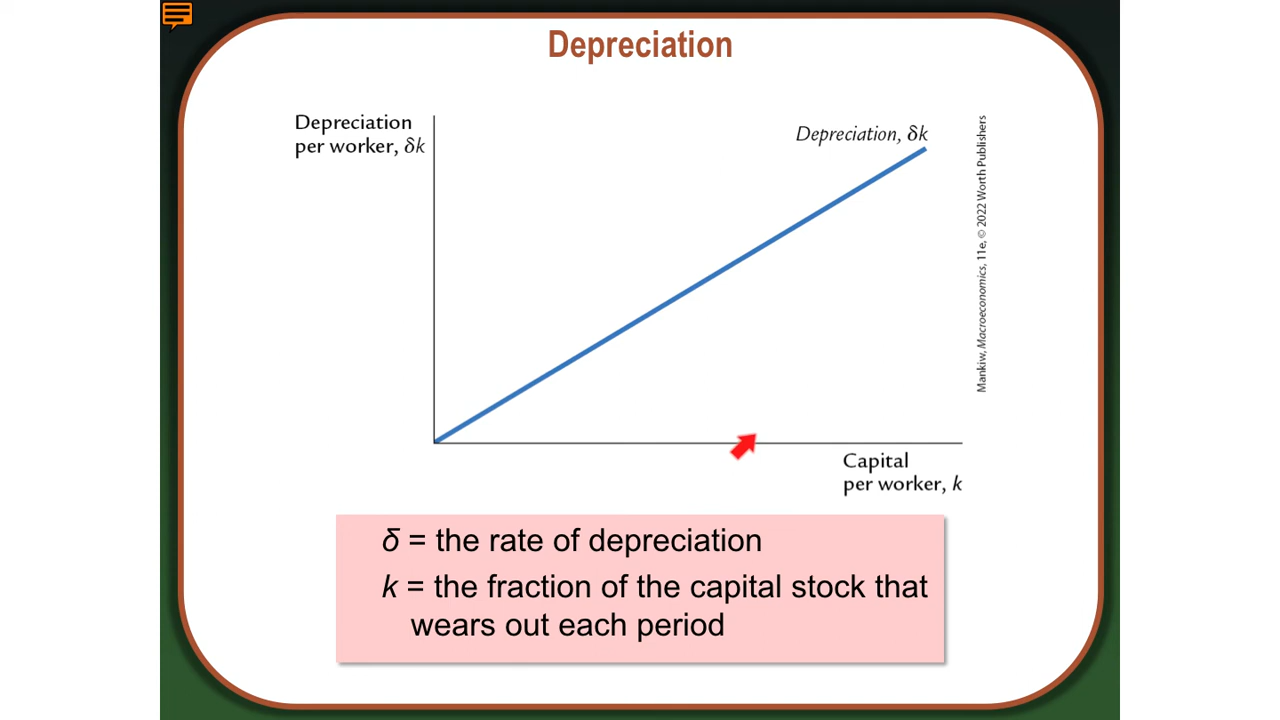 Depreciation
Depreciation
per worker, δk
Depreciation, δk
Mankiw, Macroeconomics, 11e, © 2022 Worth Publishers
Capital
per worker, k
δ = the rate of depreciation
k = the fraction of the capital stock that
wears out each period